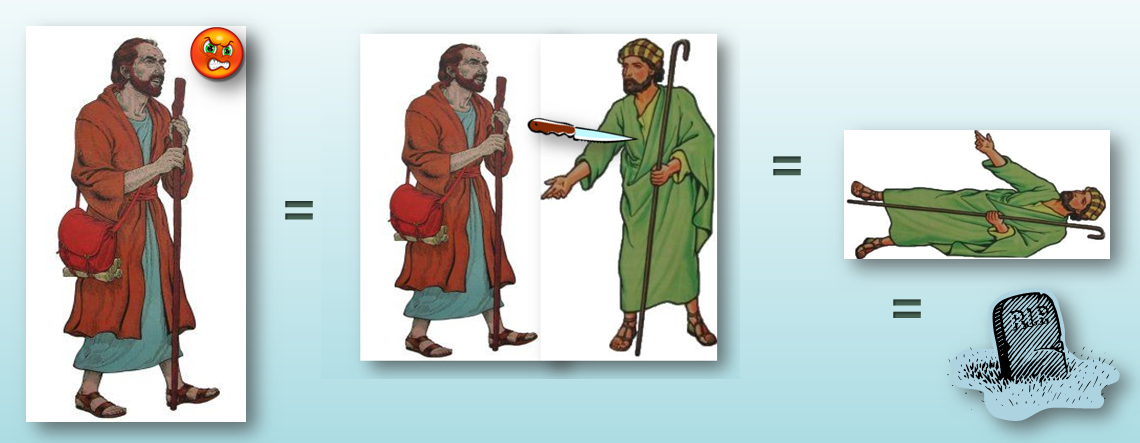 =
=
=
RIP